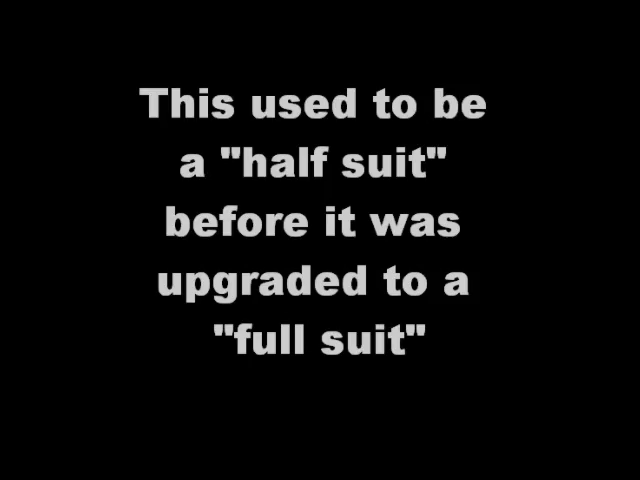 This used to be
a "half suit"
before it was
upgraded to a
"full suit"